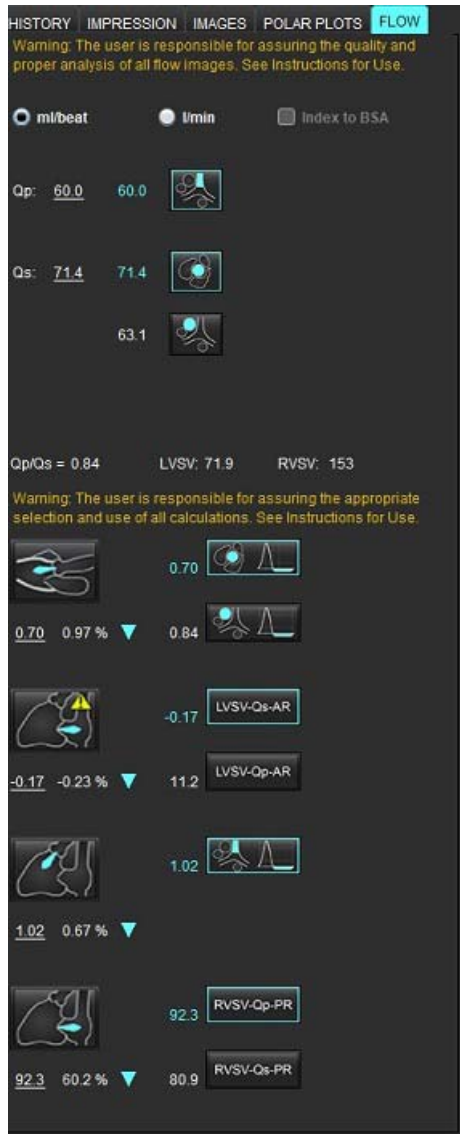 HISTORY IMPRESSION IMAGES POLAR PLOTS FLOW
Warning: The user is responsible for assuring the quality and
proper analysis of all flow images. See Instructions for Use.
ml/beat l/min Index to BSA
Qp: 60.0 60.0
Qs: 71.4 71.4
63.1
Qp/Qs = 0.84 LVSV: 71.9 RVSV: 153
Warning: The user is responsible for assuring the appropriate
selection and use of all calculations. See Instructions for Use.
0.70
0.70 0.97 % 0.84
-0.17 LVSV-Qs-AR
-0.17 -0.23 % 11.2 LVSV-Qp-AR
1.02
1.02 0.67 %
92.3 RVSV-Qp-PR
92.3 60.2 % 80.9 RVSV-Qs-PR